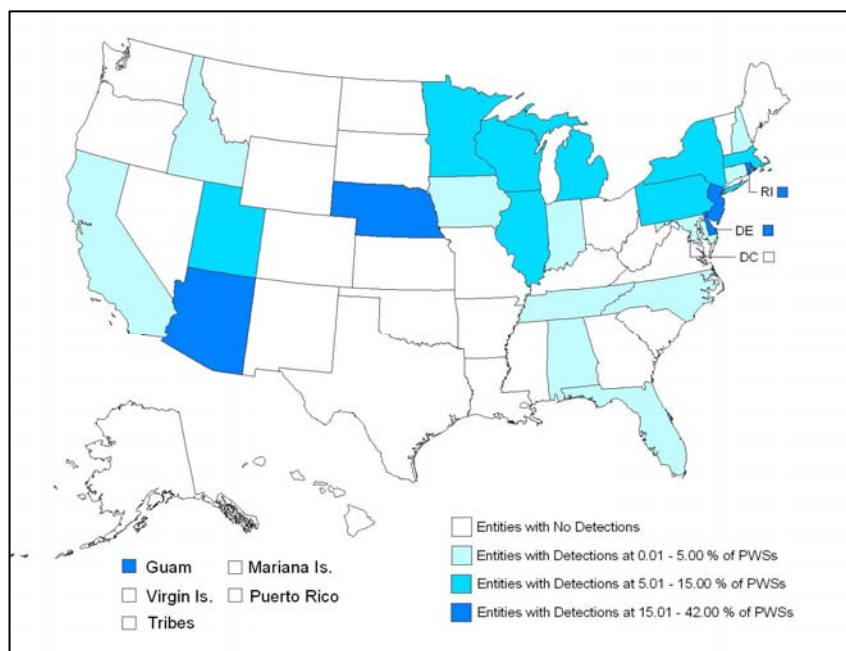 RI
DE
DC
Entities with No Detections
Entities with Detections at 0.01 - 5.00 % of PWSs
Entities with Detections at 5.01 - 15.00 % of PWSs
Entities with Detections at 15.01 - 42.00 % of PWSs
Guam
Mariana Is.
Virgin Is.
Puerto Rico
Tribes